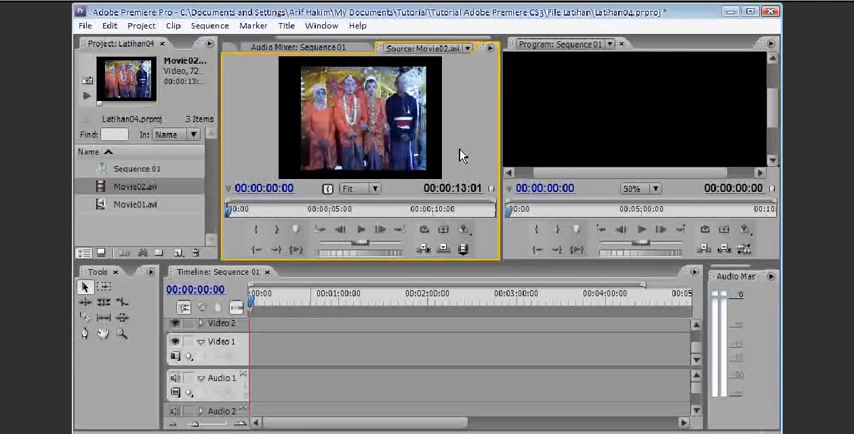 Adobe Premiere Pro - C:\Documents and Settings\Arif Hakim\My Documents\Tutorial\Tutorial Adobe Premiere CS3\File Latihan\Latihan04.prproj *
File Edit Project Clip Sequence Marker Title Window Help
Project: Latihan04
Movie02...
Video, 72...
00:00:13:...
Latihan04.prproj 3 Items
Find: In: Name
Name
Sequence 01
Movie02.avi
Movie01.avi
Audio Mixer: Sequence 01
Source: Movie02.avi
00:00:00:00 Fit 00:00:13:01
00:00 00:00:05:00 00:00:10:00
Program: Sequence 01
00:00:00:00 50% 00:00:00:00
00:00 00:05:00:00 00:10:
Tools
Timeline: Sequence 01
00:00:00:00
00:00 00:01:00:00 00:02:00:00 00:03:00:00 00:04:00:00 00:05
Video 2
Video 1
Audio 1
Audio 2
Audio Mas
0